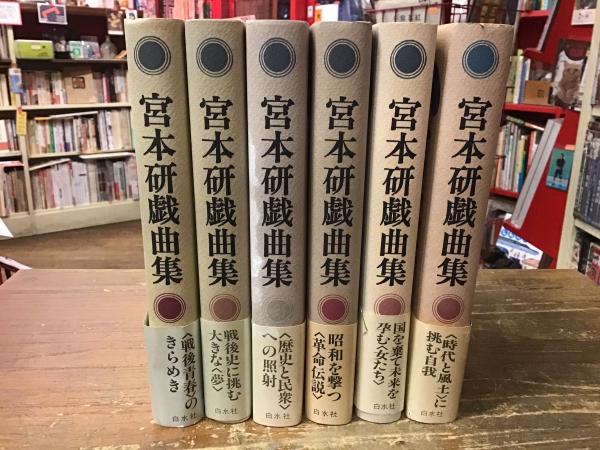 宮本研戯曲集
〈戦後青春〉の
きらめき
白水社
宮本研戯曲集
戦後史に挑む
大きな〈夢〉
白水社
宮本研戯曲集
〈歴史と民衆〉
への照射
白水社
宮本研戯曲集
昭和を撃つ
〈革命伝説〉
白水社
宮本研戯曲集
国を棄て未来を
孕む〈女たち〉
白水社
宮本研戯曲集
〈時代と風土〉に
挑む自我
白水社